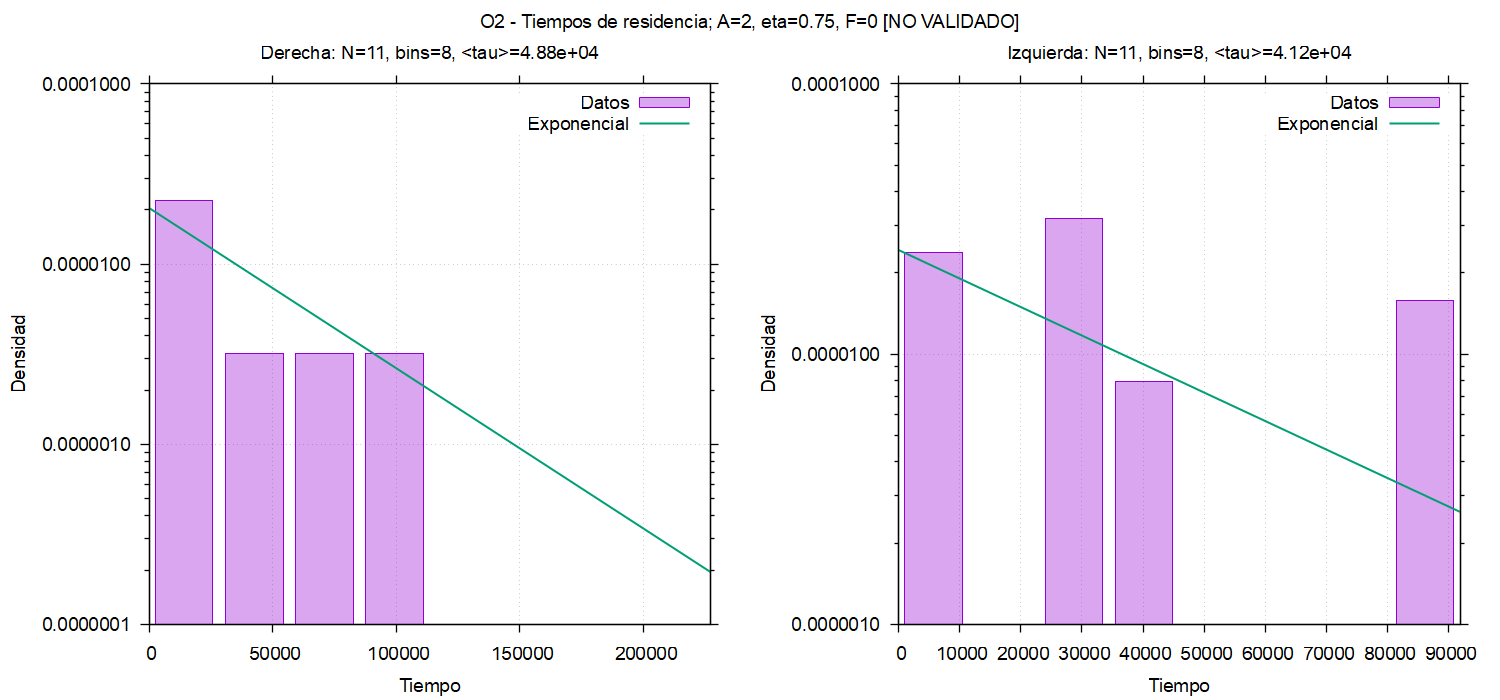 O2 - Tiempos de residencia; A=2, eta=0.75, F=0 [NO VALIDADO]
Derecha: N=11, bins=8, <tau>=4.88e+04
0.0001000
0.0000100
0.0000010
0.0000001
Densidad
Datos
Exponencial
0 50000 100000 150000 200000
Tiempo
Izquierda: N=11, bins=8, <tau>=4.12e+04
0.0001000
0.0000100
0.0000010
Densidad
Datos
Exponencial
0 10000 20000 30000 40000 50000 60000 70000 80000 90000
Tiempo